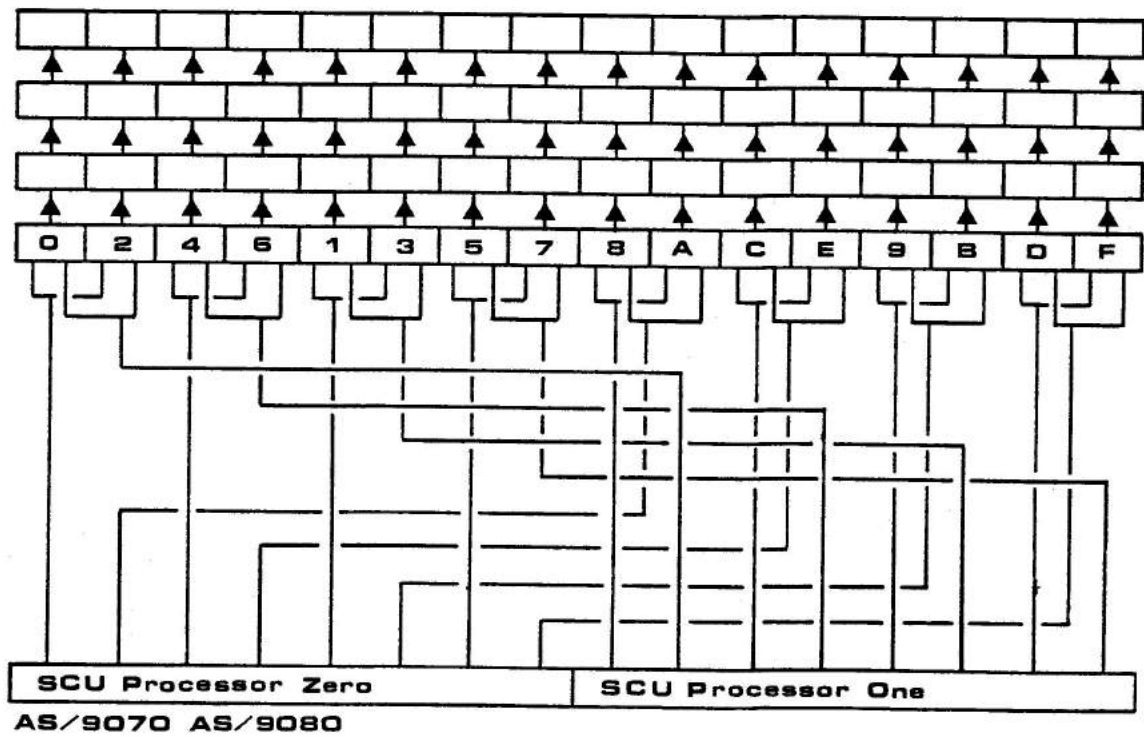 0 2 4 6 1 3 5 7 8 A C E 9 B D F
SCU Processor Zero SCU Processor One
AS/9070 AS/9080